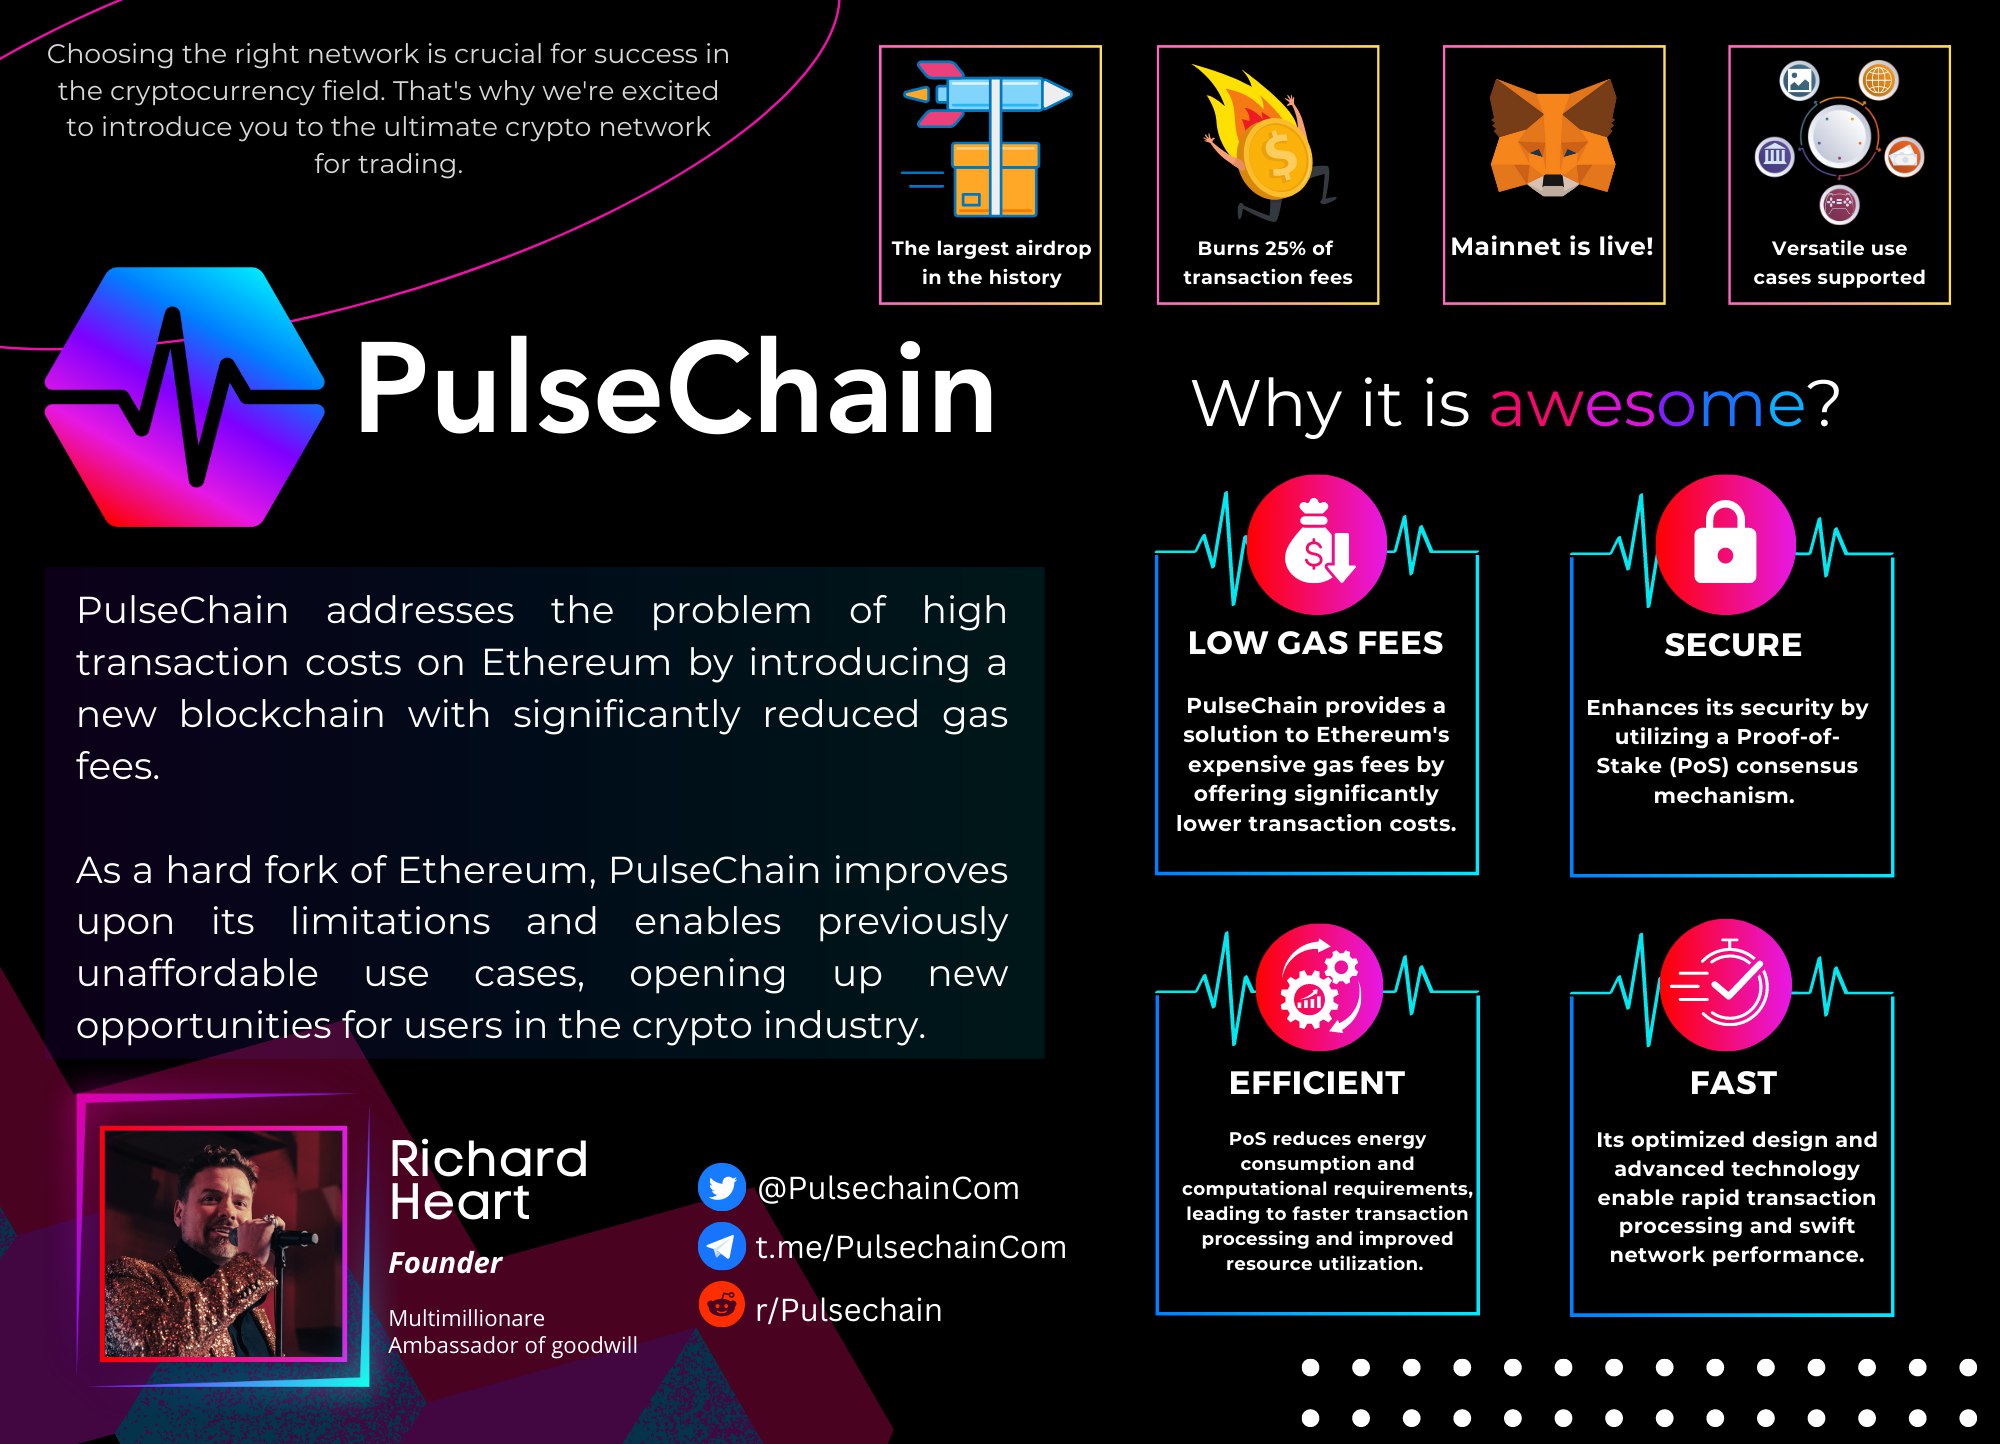 Choosing the right network is crucial for success in
the cryptocurrency field. That's why we're excited
to introduce you to the ultimate crypto network
for trading.
The largest airdrop
in the history
Burns 25% of
transaction fees
Mainnet is live!
Versatile use
cases supported
PulseChain
Why it is awesome?
PulseChain addresses the problem of high
transaction costs on Ethereum by introducing a
new blockchain with significantly reduced gas
fees.
As a hard fork of Ethereum, PulseChain improves
upon its limitations and enables previously
unaffordable use cases, opening up new
opportunities for users in the crypto industry.
LOW GAS FEES
PulseChain provides a
solution to Ethereum's
expensive gas fees by
offering significantly
lower transaction costs.
SECURE
Enhances its security by
utilizing a Proof-of-
Stake (PoS) consensus
mechanism.
EFFICIENT
PoS reduces energy
consumption and
computational requirements,
leading to faster transaction
processing and improved
resource utilization.
FAST
Its optimized design and
advanced technology
enable rapid transaction
processing and swift
network performance.
Richard
Heart
Founder
Multimillionare
Ambassador of goodwill
@PulsechainCom
t.me/PulsechainCom
r/Pulsechain